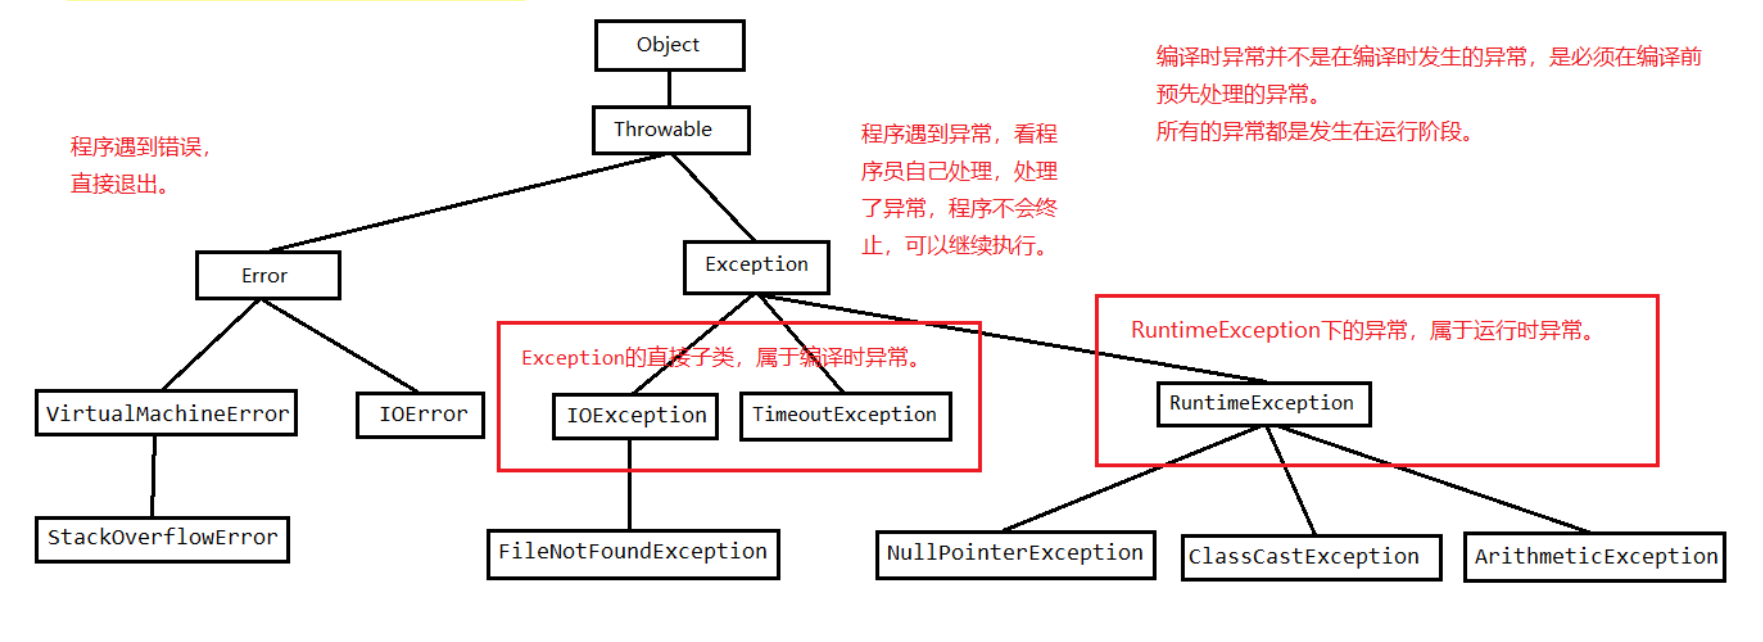 Object
编译时异常并不是在编译时发生的异常，是必须在编译前
预先处理的异常。
所有的异常都是发生在运行阶段。
Throwable
程序遇到错误，
直接退出。
程序遇到异常，看程
序员自己处理，处理
了异常，程序不会终
止，可以继续执行。
Error
Exception
Exception的直接子类，属于编译时异常。
RuntimeException下的异常，属于运行时异常。
VirtualMachineError
IOError
IOException
TimeoutException
RuntimeException
StackOverflowError
FileNotFoundException
NullPointerException
ClassCastException
ArithmeticException